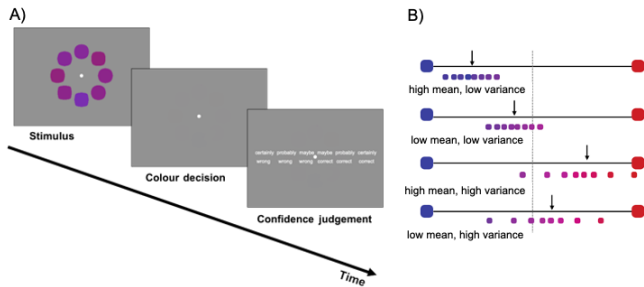 A)
Stimulus
Colour decision
certainly probably maybe maybe probably certainly
wrong wrong wrong correct correct correct
Confidence judgement
Time
B)
high mean, low variance
low mean, low variance
high mean, high variance
low mean, high variance